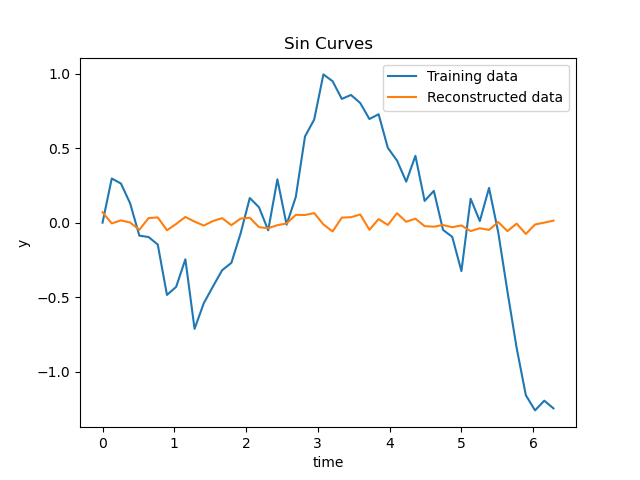 Sin Curves
Training data
Reconstructed data
1.0
0.5
0.0
−0.5
−1.0
y
0 1 2 3 4 5 6
time